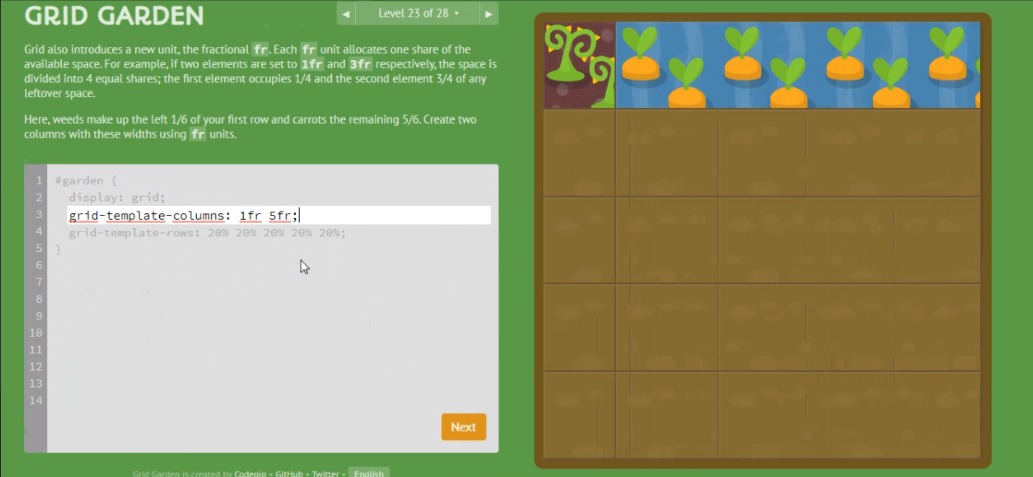 GRID GARDEN
◀ Level 23 of 28 ▾ ▶
Grid also introduces a new unit, the fractional fr. Each fr unit allocates one share of the
available space. For example, if two elements are set to 1fr and 3fr respectively, the space is
divided into 4 equal shares; the first element occupies 1/4 and the second element 3/4 of any
leftover space.
Here, weeds make up the left 1/6 of your first row and carrots the remaining 5/6. Create two
columns with these widths using fr units.
1 #garden {
2 display: grid;
3 grid-template-columns: 1fr 5fr;
4 grid-template-rows: 20% 20% 20% 20% 20%;
5 }
6
7
8
9
10
11
12
13
14
Next
Grid Garden is created by Codepip • GitHub • Twitter • English